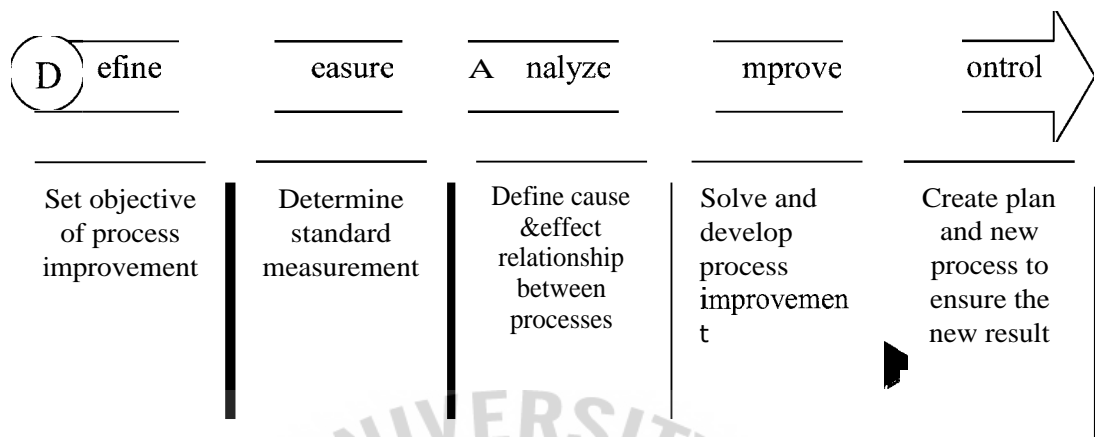 D efine easure A nalyze mprove ontrol
Set objective
of process
improvement
Determine
standard
measurement
Define cause
&effect
relationship
between
processes
Solve and
develop
process
improvemen
t
Create plan
and new
process to
ensure the
new result
UNIVERSITY